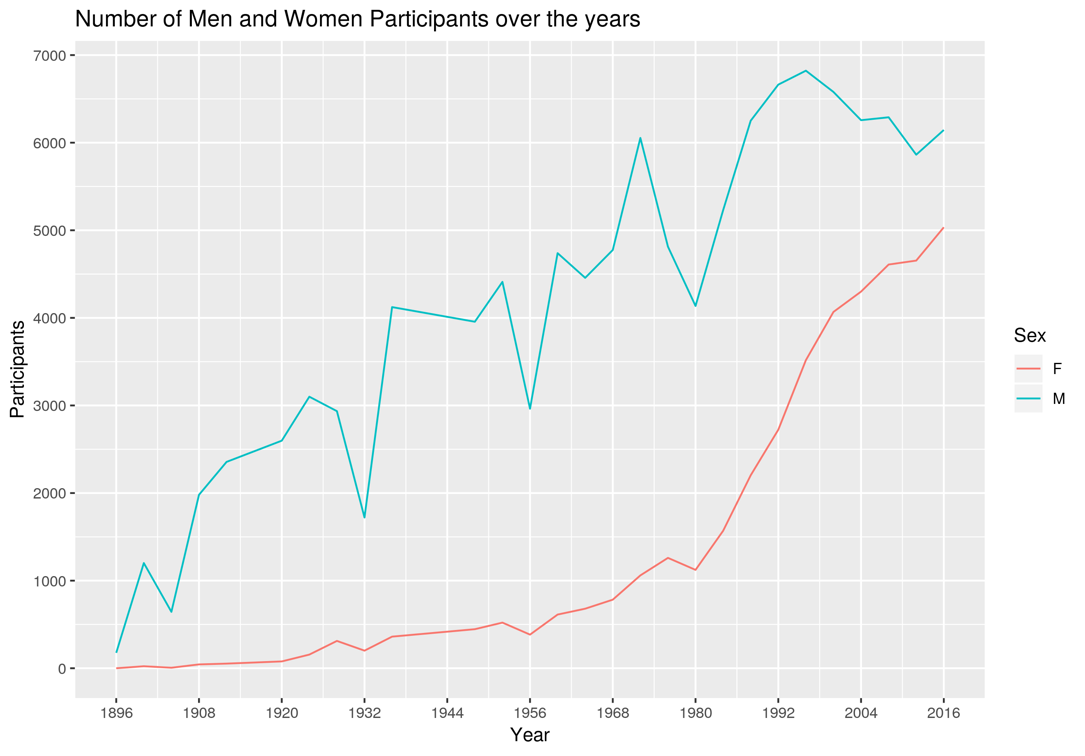 Number of Men and Women Participants over the years
7000
6000
5000
4000
3000
2000
1000
0
Participants
1896 1908 1920 1932 1944 1956 1968 1980 1992 2004 2016
Year
Sex
F
M